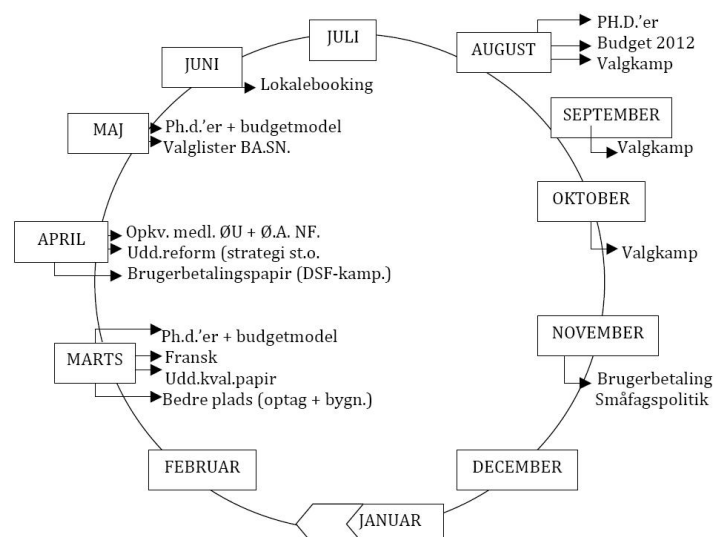 JULI
AUGUST
PH.D.’er
Budget 2012
Valgkamp
JUNI
Lokalebooking
MAJ
Ph.d.’er + budgetmodel
Valglister BA.SN.
SEPTEMBER
Valgkamp
OKTOBER
Valgkamp
APRIL
Opkv. medl. ØU + Ø.A. NF.
Udd.reform (strategi st.o.
Brugerbetalingspapir (DSF-kamp.)
MARTS
Ph.d.’er + budgetmodel
Fransk
Udd.kval.papir
Bedre plads (optag + bygn.)
NOVEMBER
Brugerbetaling
Småfagspolitik
FEBRUAR
DECEMBER
JANUAR